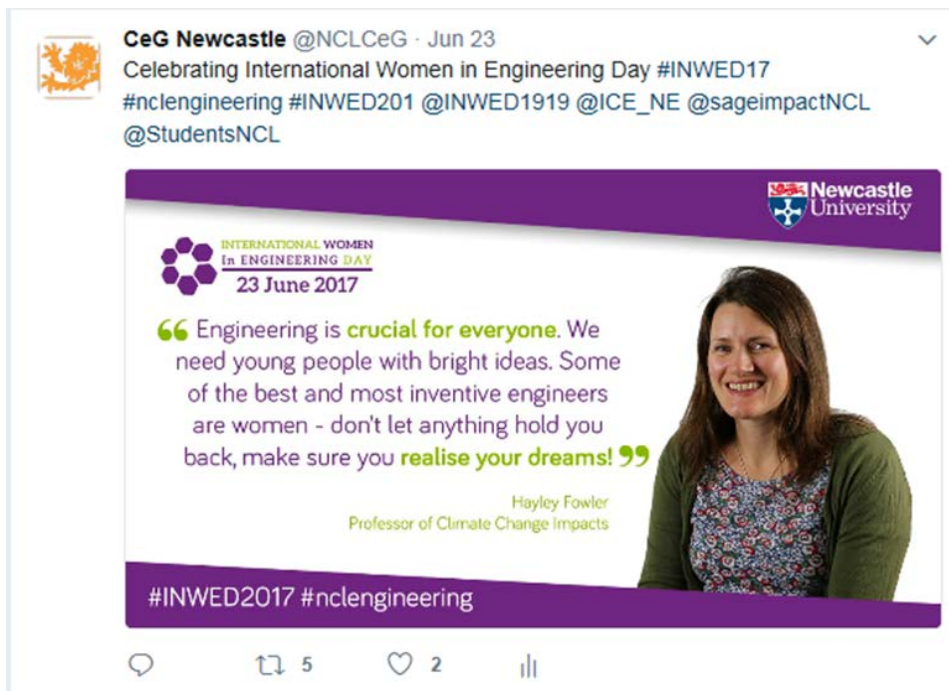 CeG Newcastle @NCLCeG · Jun 23
Celebrating International Women in Engineering Day #INWED17
#nclengineering #INWED201 @INWED1919 @ICE_NE @sageimpactNCL
@StudentsNCL
Newcastle
University
INTERNATIONAL WOMEN
In ENGINEERING DAY
23 June 2017
“ Engineering is crucial for everyone. We
need young people with bright ideas. Some
of the best and most inventive engineers
are women - don't let anything hold you
back, make sure you realise your dreams! ”
Hayley Fowler
Professor of Climate Change Impacts
#INWED2017 #nclengineering
5 2